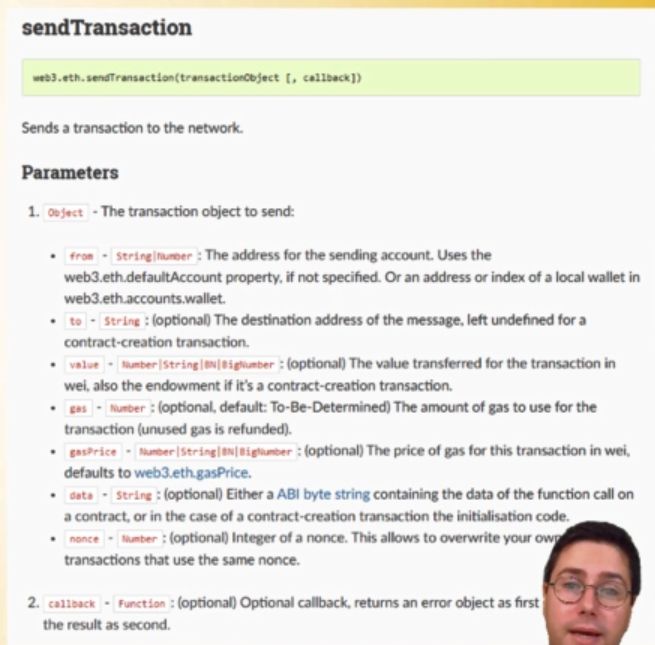 sendTransaction
web3.eth.sendTransaction(transactionObject [, callback])
Sends a transaction to the network.
Parameters
1. Object - The transaction object to send:
• from - String|Number : The address for the sending account. Uses the
web3.eth.defaultAccount property, if not specified. Or an address or index of a local wallet in
web3.eth.accounts.wallet.
• to - String : (optional) The destination address of the message, left undefined for a
contract-creation transaction.
• value - Number|String|BN|BigNumber : (optional) The value transferred for the transaction in
wei, also the endowment if it's a contract-creation transaction.
• gas - Number : (optional, default: To-Be-Determined) The amount of gas to use for the
transaction (unused gas is refunded).
• gasPrice - Number|String|BN|BigNumber : (optional) The price of gas for this transaction in wei,
defaults to web3.eth.gasPrice.
• data - String : (optional) Either a ABI byte string containing the data of the function call on
a contract, or in the case of a contract-creation transaction the initialisation code.
• nonce - Number : (optional) Integer of a nonce. This allows to overwrite your own
transactions that use the same nonce.
2. callback - Function : (optional) Optional callback, returns an error object as first
the result as second.